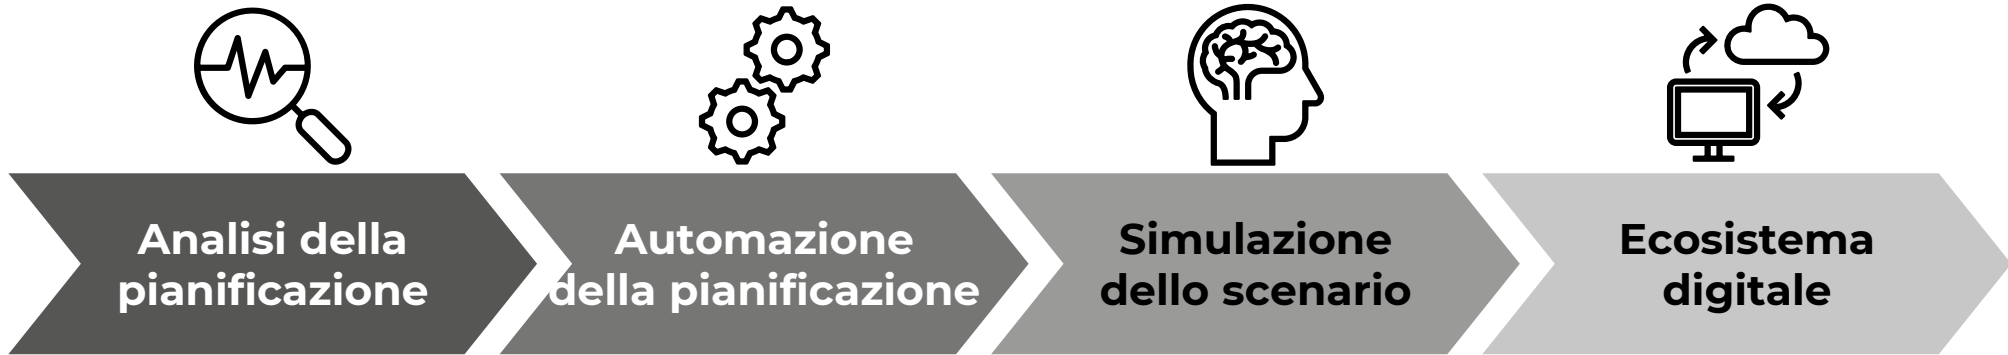 Analisi della
pianificazione
Automazione
della pianificazione
Simulazione
dello scenario
Ecosistema
digitale